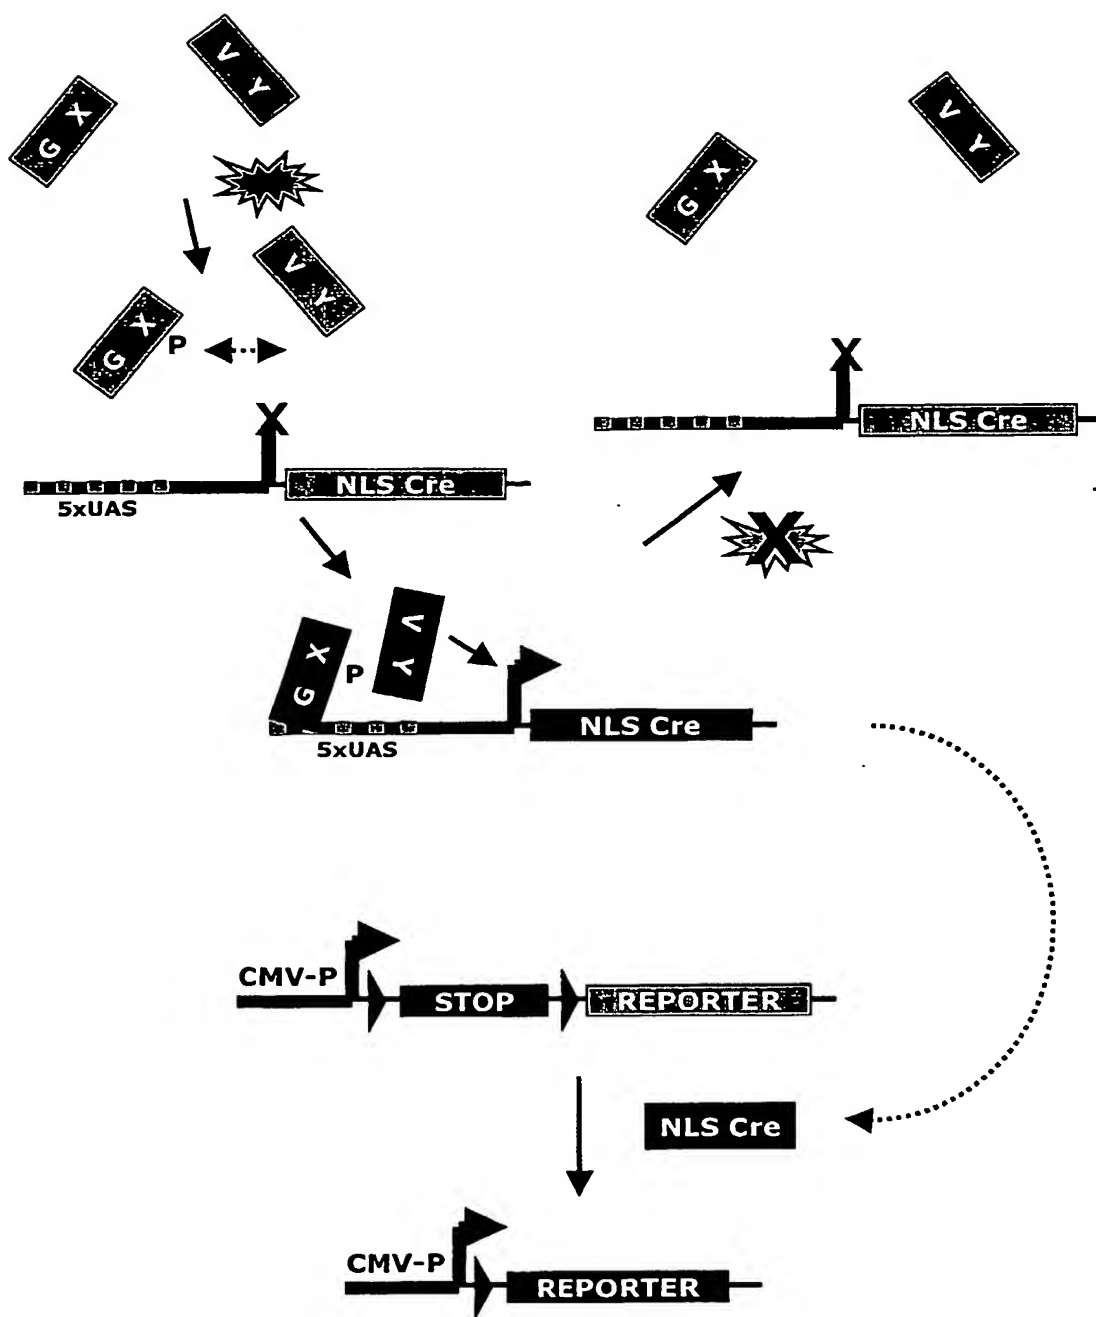 V Y
G X
V Y
G X
V Y
G X
P
X
X
NLS Cre
NLS Cre
5xUAS
X
V Y
G X
P
NLS Cre
5xUAS
CMV-P
STOP
REPORTER
NLS Cre
CMV-P
REPORTER